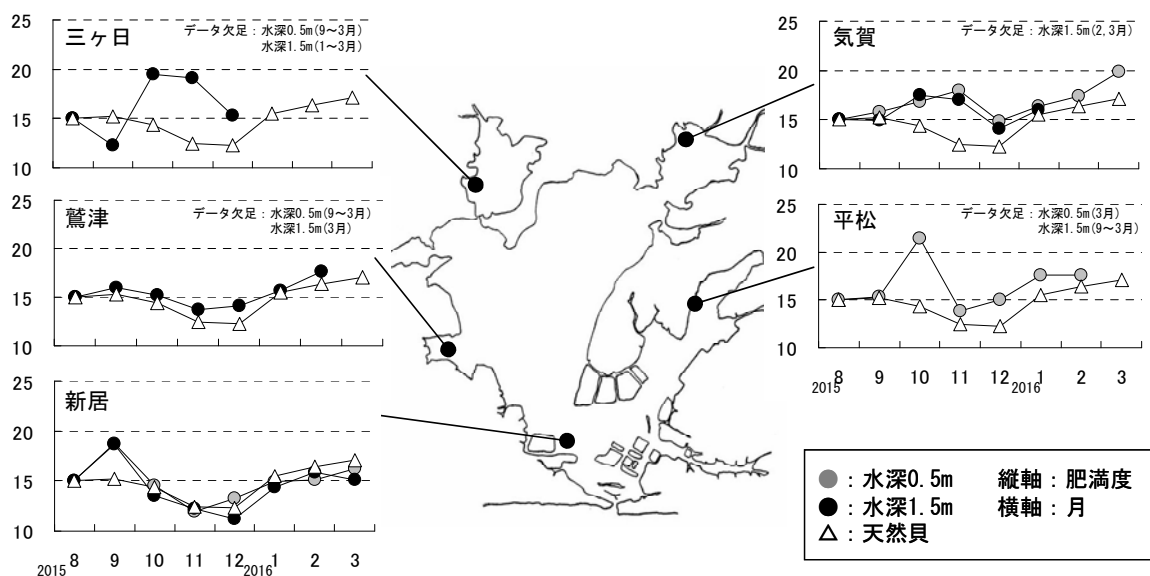 25
20
15
10
三ヶ日
データ欠足：水深0.5m(9～3月)
水深1.5m(1～3月)
25
20
15
10
鷲津
データ欠足：水深0.5m(9～3月)
水深1.5m(3月)
25
20
15
10
新居
8 9 10 11 12 1 2 3
2015 2016
25
20
15
10
気賀
データ欠足：水深1.5m(2,3月)
25
20
15
10
平松
データ欠足：水深0.5m(3月)
水深1.5m(9～3月)
8 9 10 11 12 1 2 3
2015 2016
：水深0.5m 縦軸：肥満度
：水深1.5m 横軸：月
：天然貝